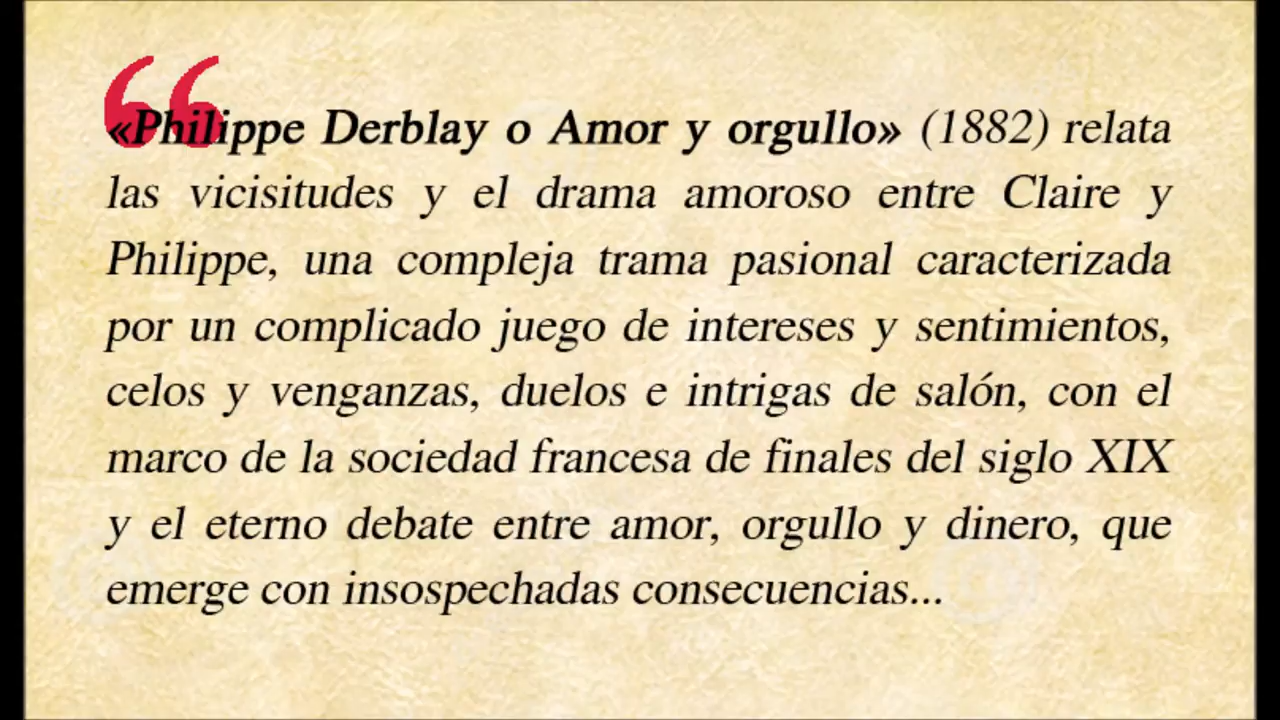 «Philippe Derblay o Amor y orgullo» (1882) relata
las vicisitudes y el drama amoroso entre Claire y
Philippe, una compleja trama pasional caracterizada
por un complicado juego de intereses y sentimientos,
celos y venganzas, duelos e intrigas de salón, con el
marco de la sociedad francesa de finales del siglo XIX
y el eterno debate entre amor, orgullo y dinero, que
emerge con insospechadas consecuencias...